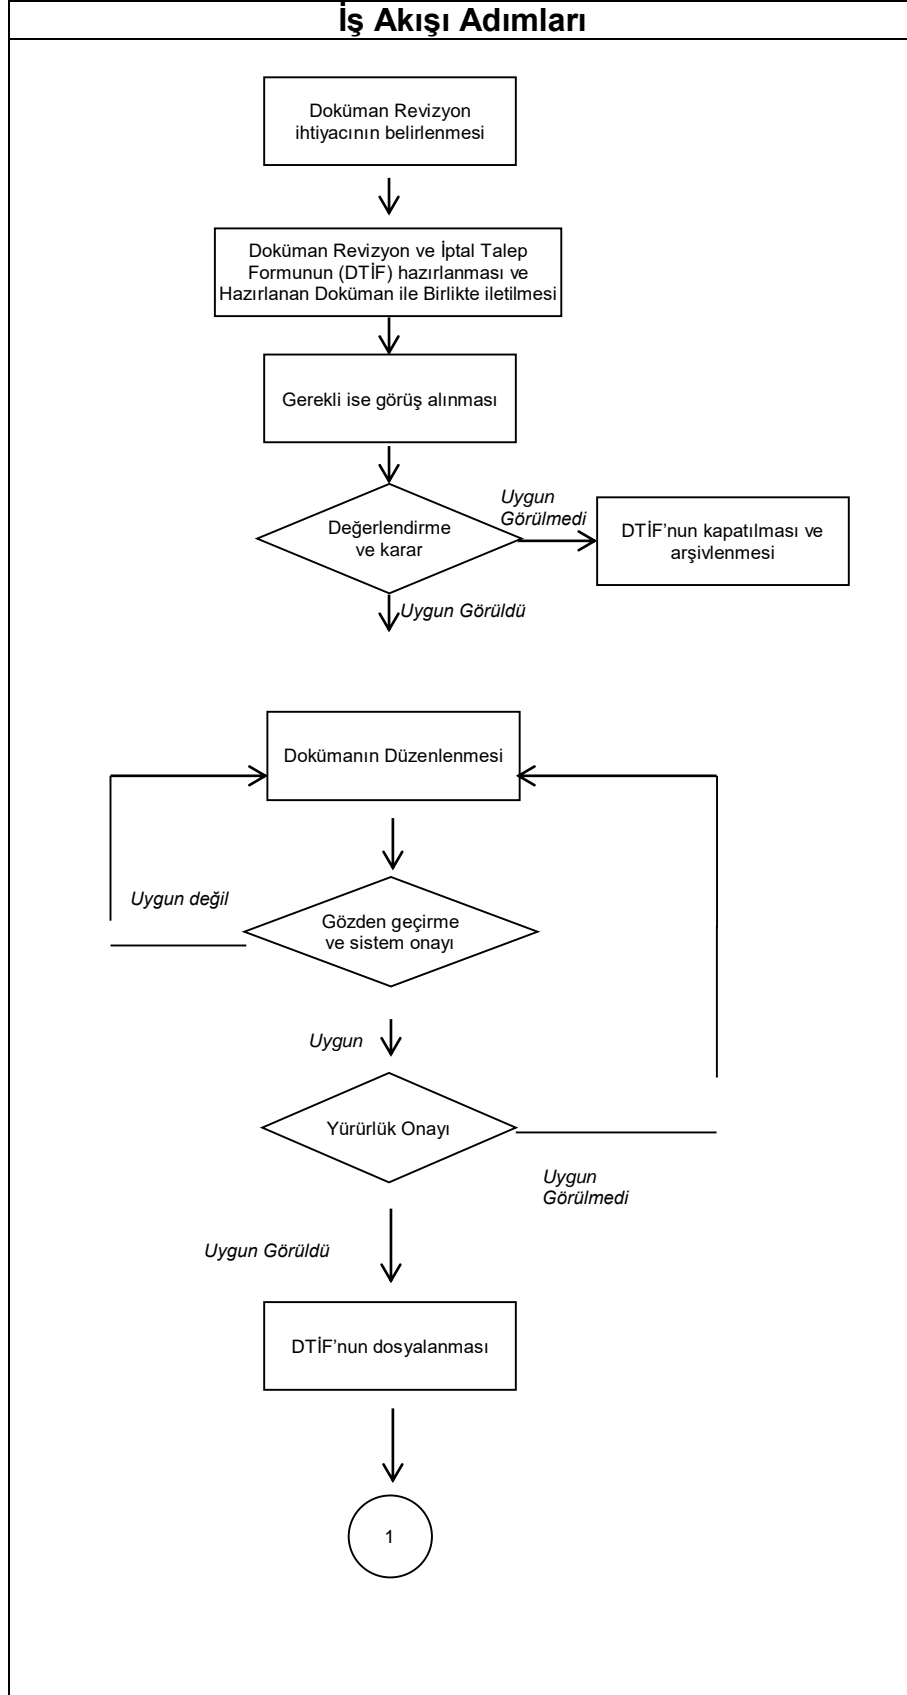 İş Akışı Adımları
Doküman Revizyon
ihtiyacının belirlenmesi
Doküman Revizyon ve İptal Talep
Formunun (DTİF) hazırlanması ve
Hazırlanan Doküman ile Birlikte iletilmesi
Gerekli ise görüş alınması
Değerlendirme
ve karar
Uygun
Görülmedi
DTİF’nun kapatılması ve
arşivlenmesi
Uygun Görüldü
Dokümanın Düzenlenmesi
Uygun değil
Gözden geçirme
ve sistem onayı
Uygun
Yürürlük Onayı
Uygun
Görülmedi
Uygun Görüldü
DTİF’nun dosyalanması
1